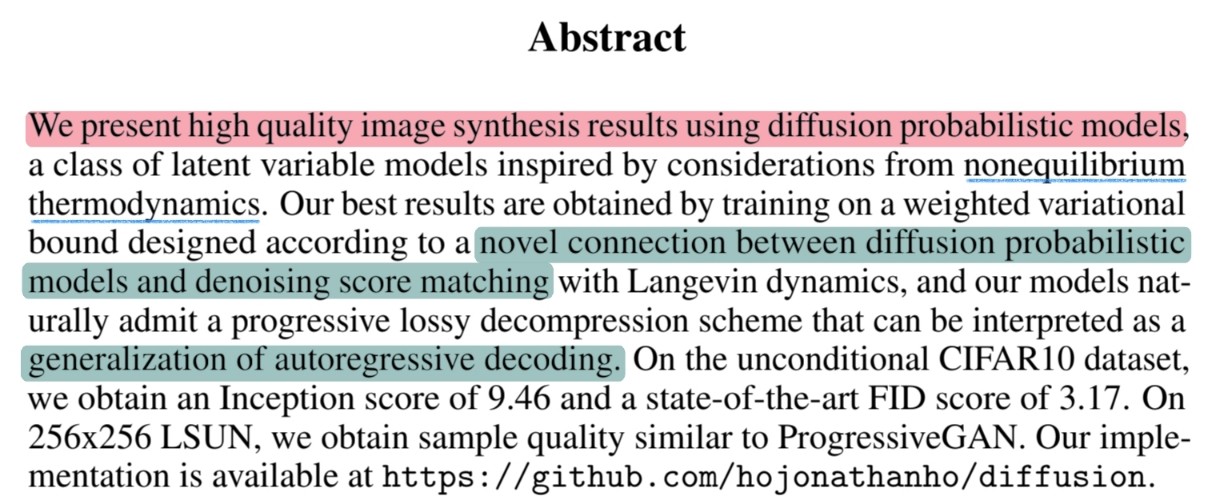 Abstract
We present high quality image synthesis results using diffusion probabilistic models,
a class of latent variable models inspired by considerations from nonequilibrium
thermodynamics. Our best results are obtained by training on a weighted variational
bound designed according to a novel connection between diffusion probabilistic
models and denoising score matching with Langevin dynamics, and our models nat-
urally admit a progressive lossy decompression scheme that can be interpreted as a
generalization of autoregressive decoding. On the unconditional CIFAR10 dataset,
we obtain an Inception score of 9.46 and a state-of-the-art FID score of 3.17. On
256x256 LSUN, we obtain sample quality similar to ProgressiveGAN. Our imple-
mentation is available at https://github.com/hojonathanho/diffusion.